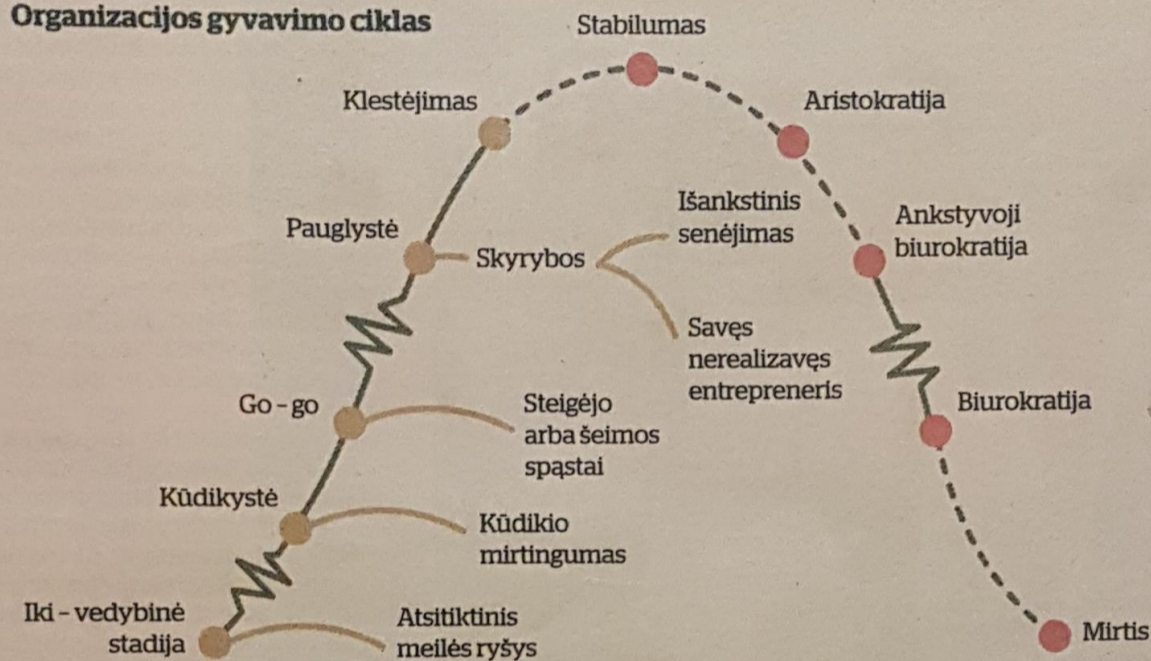 Organizacijos gyvavimo ciklas
Stabilumas
Klestėjimas
Aristokratija
Pauglystė
Skyrybos
Išankstinis
senėjimas
Ankstyvoji
biurokratija
Savęs
nerealizavęs
entrepreneris
Go – go
Steigėjo
arba šeimos
spąstai
Biurokratija
Kūdikystė
Kūdikio
mirtingumas
Iki – vedybinė
stadija
Atsitiktinis
meilės ryšys
Mirtis